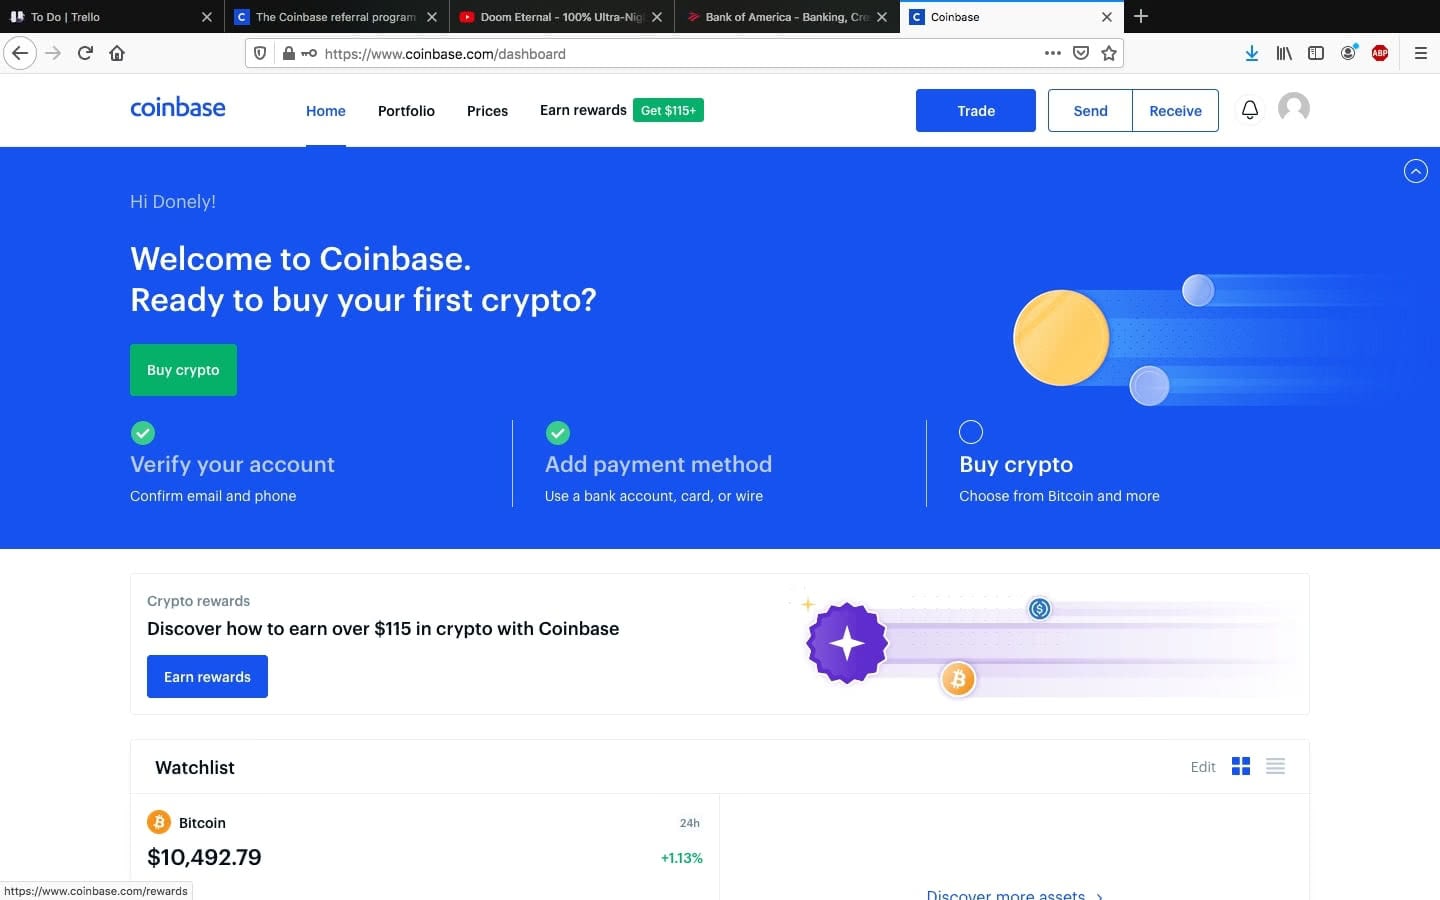 To Do | Trello
The Coinbase referral program
Doom Eternal - 100% Ultra-Nig
Bank of America - Banking, Cre
Coinbase
https://www.coinbase.com/dashboard
ABP
coinbase
Home
Portfolio
Prices
Earn rewards
Get $115+
Trade
Send
Receive
Hi Donely!
Welcome to Coinbase.
Ready to buy your first crypto?
Buy crypto
Verify your account
Confirm email and phone
Add payment method
Use a bank account, card, or wire
Buy crypto
Choose from Bitcoin and more
Crypto rewards
Discover how to earn over $115 in crypto with Coinbase
Earn rewards
Watchlist
Edit
Bitcoin
24h
$10,492.79
+1.13%
Discover more assets
https://www.coinbase.com/rewards